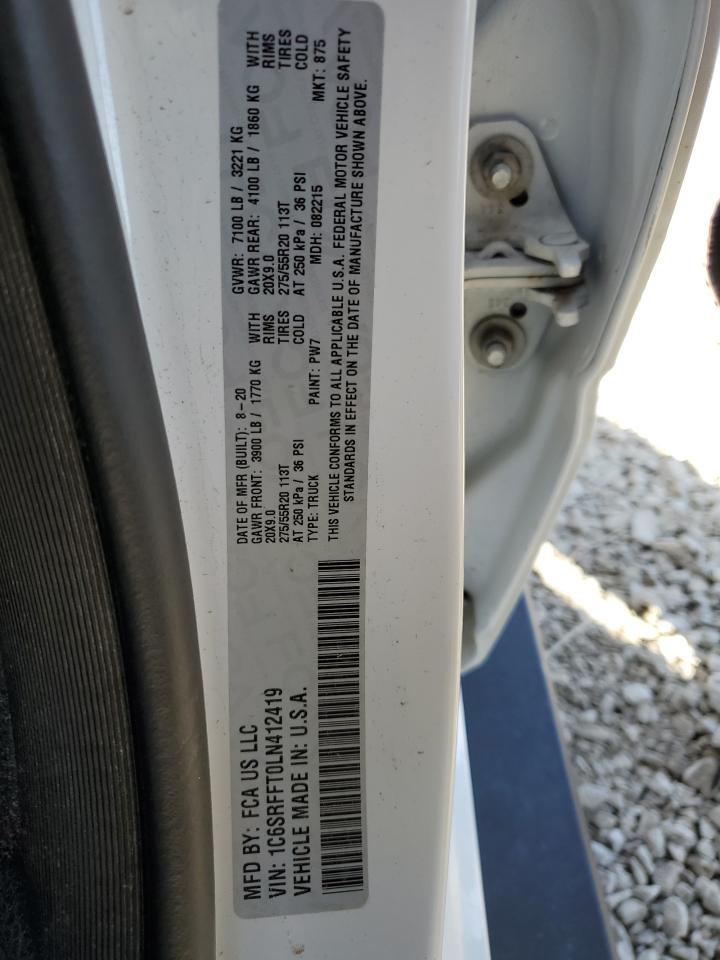 MFD BY: FCA US LLC
VIN: 1C6SRFFT0LN412419
VEHICLE MADE IN: U.S.A.
DATE OF MFR (BUILT): 8-20 GVWR: 7100 LB / 3221 KG
GAWR FRONT: 3900 LB / 1770 KG WITH GAWR REAR: 4100 LB / 1860 KG WITH
20X9.0 RIMS 20X9.0 RIMS
275/55R20 113T TIRES 275/55R20 113T TIRES
AT 250 kPa / 36 PSI COLD AT 250 kPa / 36 PSI COLD
TYPE: TRUCK PAINT: PW7 MDH: 082215 MKT: 875
THIS VEHICLE CONFORMS TO ALL APPLICABLE U.S.A. FEDERAL MOTOR VEHICLE SAFETY
STANDARDS IN EFFECT ON THE DATE OF MANUFACTURE SHOWN ABOVE.